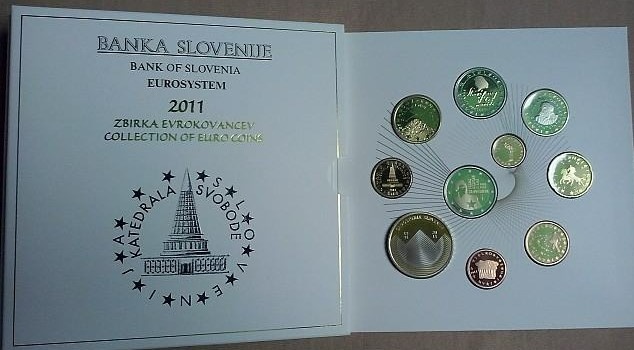 BANKA SLOVENIJE
BANK OF SLOVENIA
EUROSYSTEM
2011
ZBIRKA EVROKOVANCEV
COLLECTION OF EURO COINS
SLOVENIJA
KATEDRALA SVOBODE